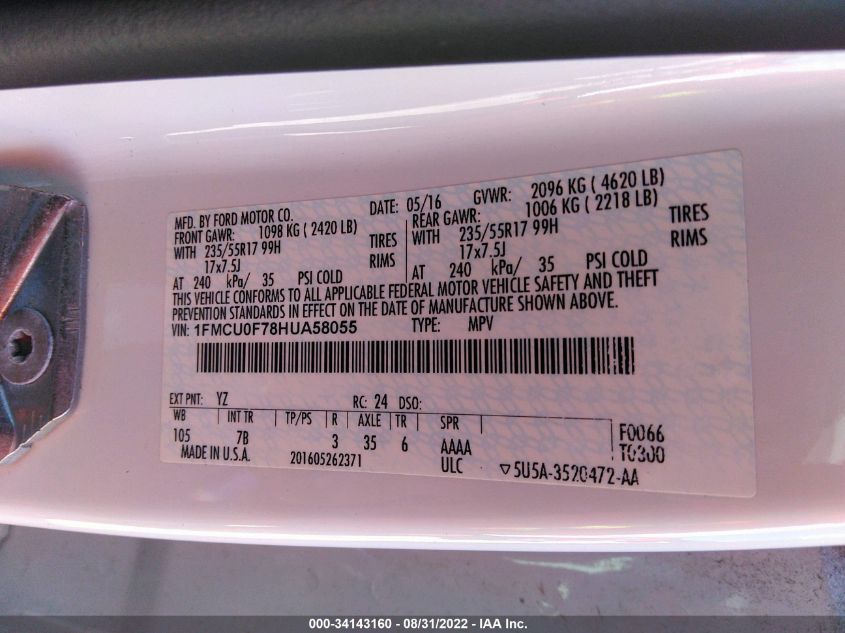 MFD. BY FORD MOTOR CO. DATE: 05/16 GVWR: 2096 KG ( 4620 LB)
FRONT GAWR: 1098 KG ( 2420 LB) REAR GAWR: 1006 KG ( 2218 LB)
WITH 235/55R17 99H TIRES WITH 235/55R17 99H TIRES
17x7.5J RIMS 17x7.5J RIMS
AT 240 kPa/ 35 PSI COLD AT 240 kPa/ 35 PSI COLD
THIS VEHICLE CONFORMS TO ALL APPLICABLE FEDERAL MOTOR VEHICLE SAFETY AND THEFT
PREVENTION STANDARDS IN EFFECT ON THE DATE OF MANUFACTURE SHOWN ABOVE.
VIN: 1FMCU0F78HUA58055 TYPE: MPV
EXT PNT: YZ RC: 24 DSO:
WB INT TR TP/PS R AXLE TR SPR
105 7B 3 35 6 AAAA F0066
MADE IN U.S.A. 201605262371 ULC T0300
▽5U5A-3520472-AA
000-34143160 - 08/31/2022 - IAA Inc.